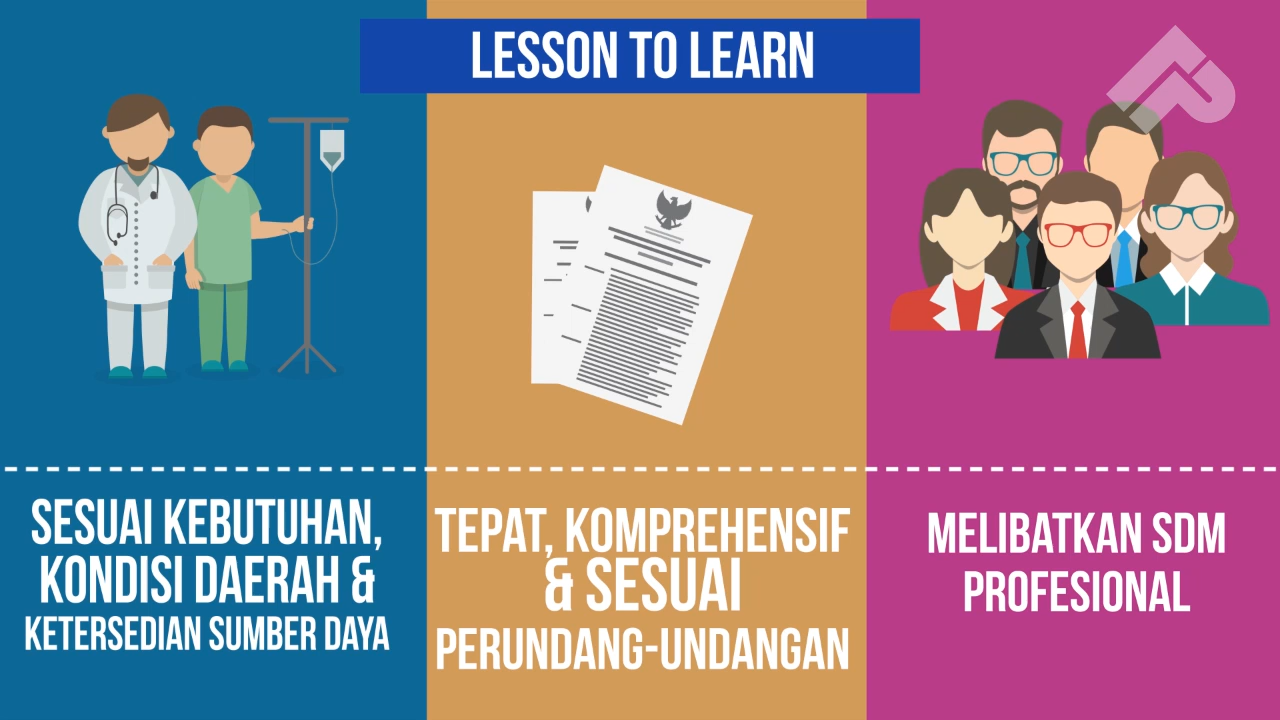 LESSON TO LEARN
SESUAI KEBUTUHAN,
KONDISI DAERAH &
KETERSEDIAN SUMBER DAYA
TEPAT, KOMPREHENSIF
& SESUAI
PERUNDANG-UNDANGAN
MELIBATKAN SDM
PROFESIONAL